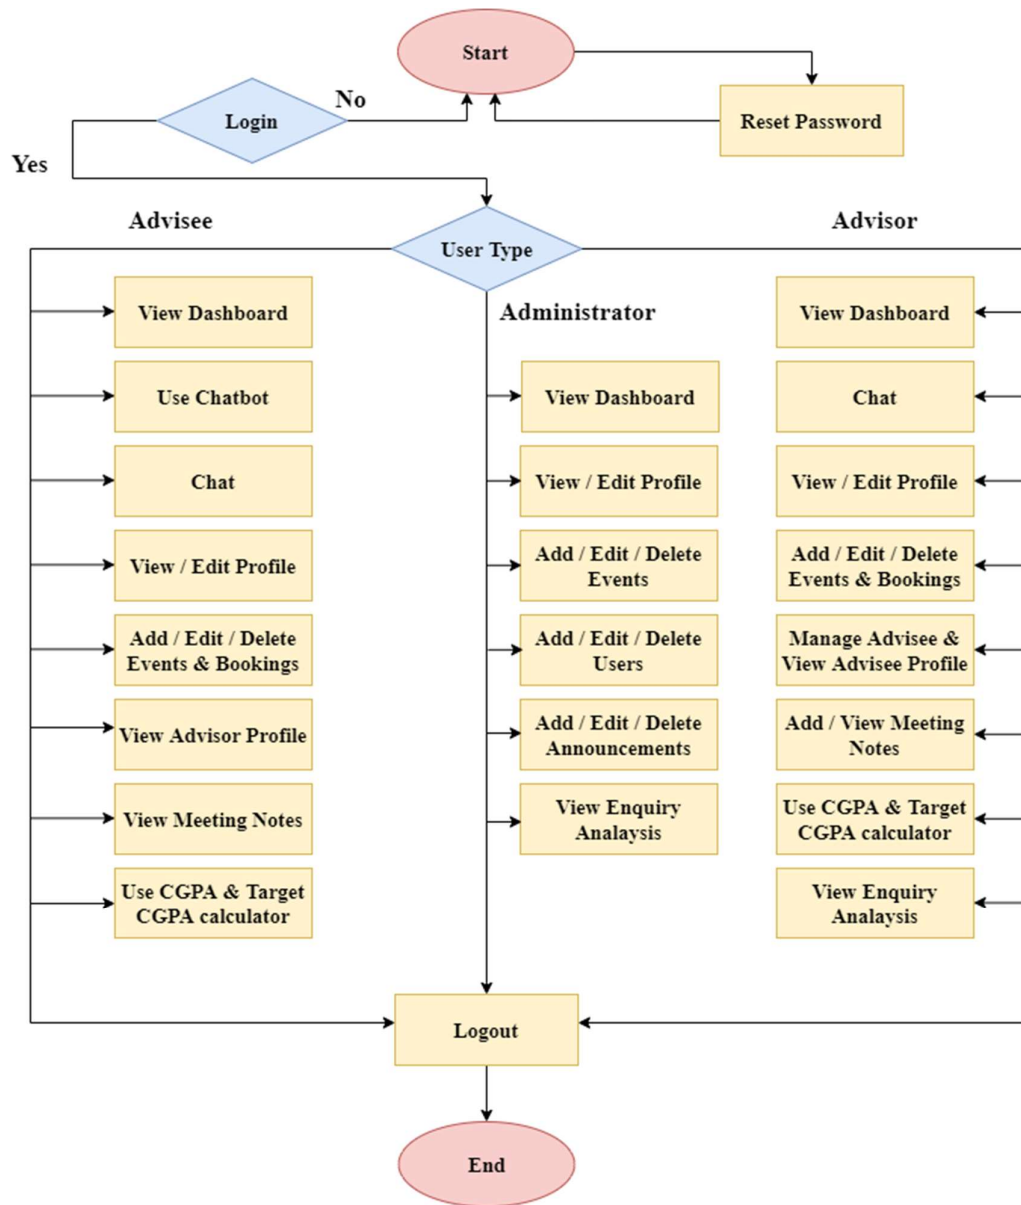 Start
No
Login
Reset Password
Yes
Advisee
User Type
Advisor
Administrator
View Dashboard
Use Chatbot
Chat
View / Edit Profile
Add / Edit / Delete
Events & Bookings
View Advisor Profile
View Meeting Notes
Use CGPA & Target
CGPA calculator
View Dashboard
View / Edit Profile
Add / Edit / Delete
Events
Add / Edit / Delete
Users
Add / Edit / Delete
Announcements
View Enquiry
Analaysis
View Dashboard
Chat
View / Edit Profile
Add / Edit / Delete
Events & Bookings
Manage Advisee &
View Advisee Profile
Add / View Meeting
Notes
Use CGPA & Target
CGPA calculator
View Enquiry
Analaysis
Logout
End